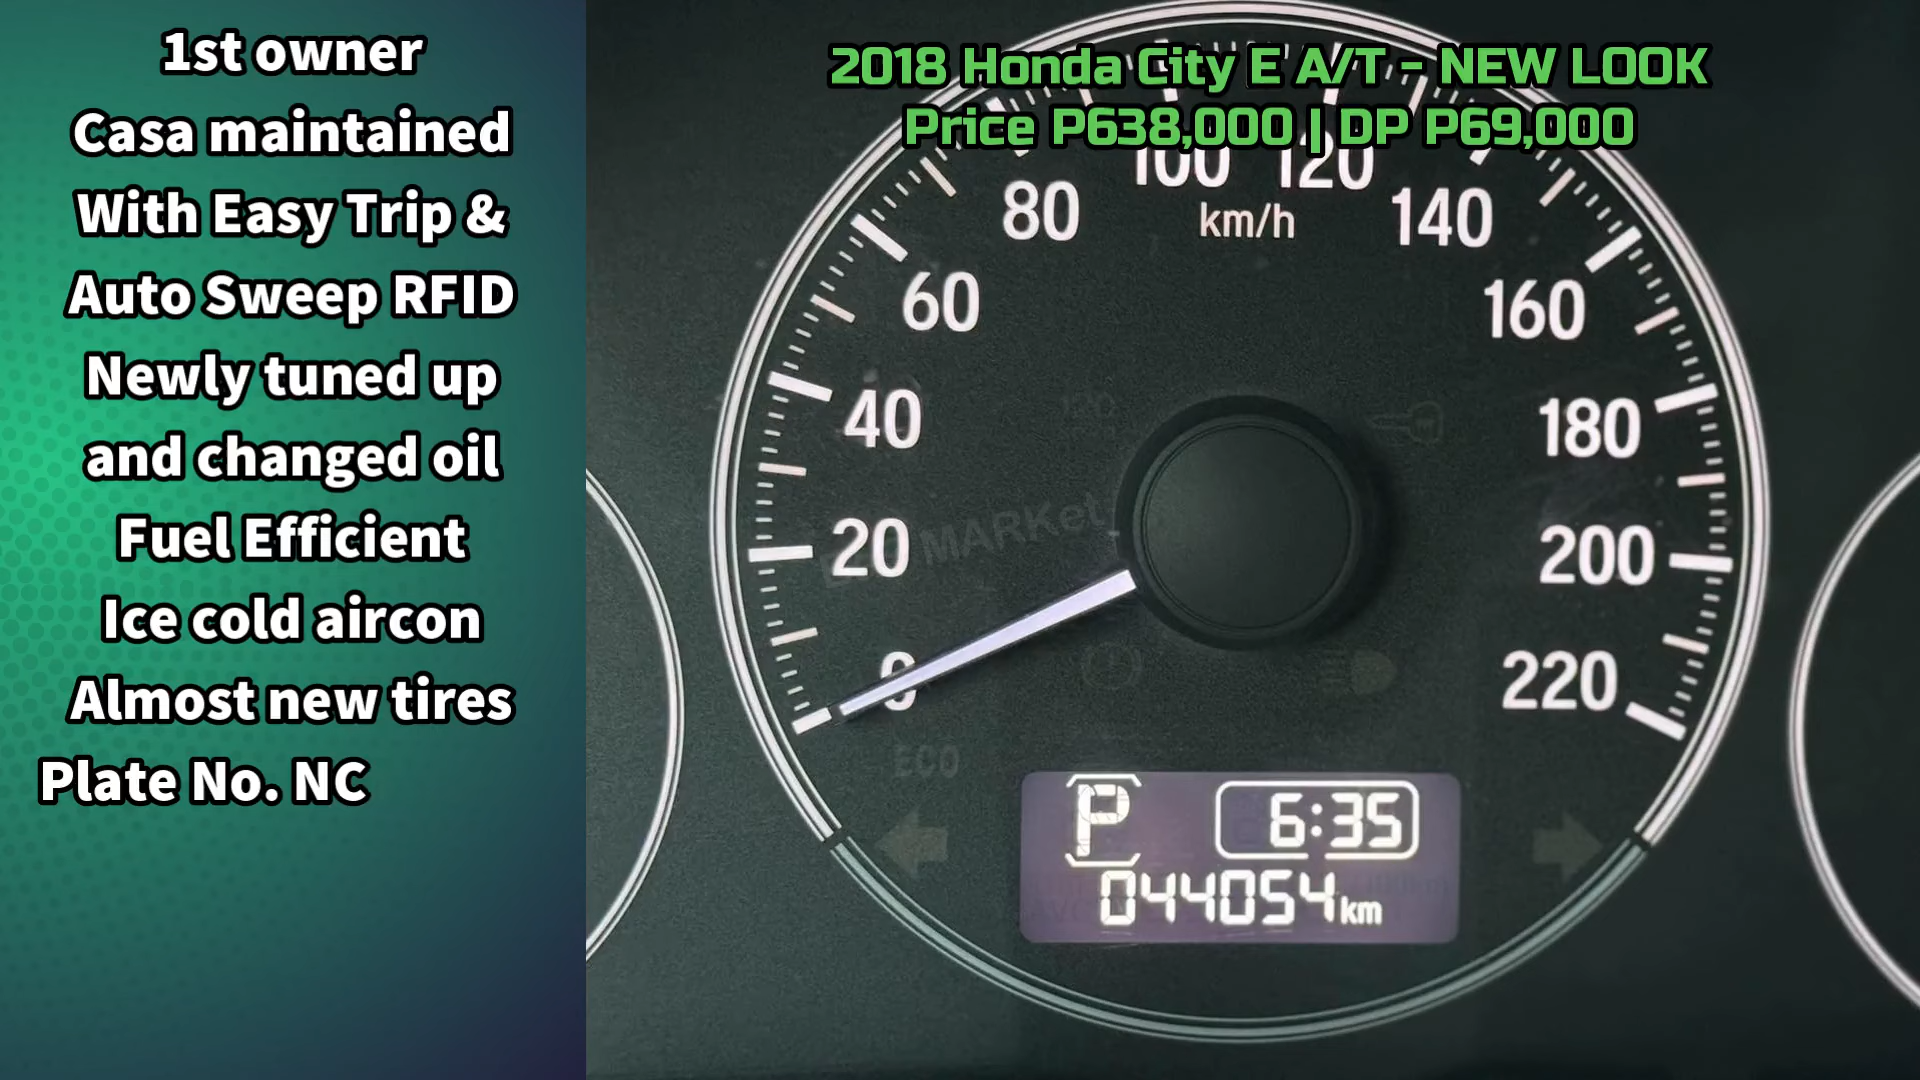 1st owner
Casa maintained
With Easy Trip &
Auto Sweep RFID
Newly tuned up
and changed oil
Fuel Efficient
Ice cold aircon
Almost new tires
Plate No. NC
2018 Honda City E A/T - NEW LOOK
Price P638,000 | DP P69,000
100 120
80 140
km/h
60 160
40 180
20 200
MARKet
0 220
ECO
P 6:35
044054km